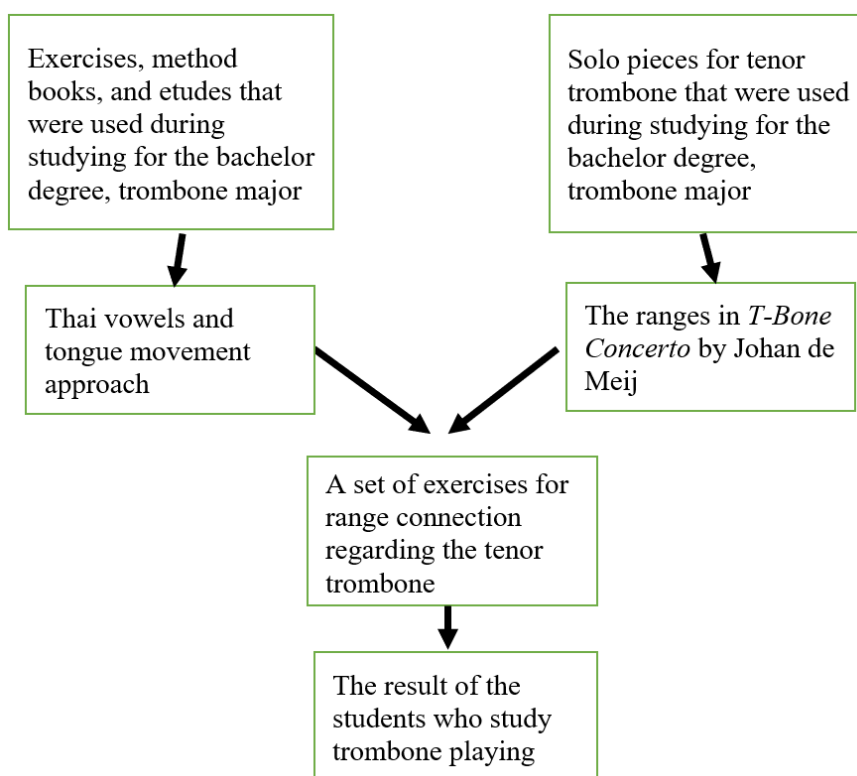 Exercises, method
books, and etudes that
were used during
studying for the bachelor
degree, trombone major
Solo pieces for tenor
trombone that were used
during studying for the
bachelor degree,
trombone major
Thai vowels and
tongue movement
approach
The ranges in T-Bone
Concerto by Johan de
Meij
A set of exercises for
range connection
regarding the tenor
trombone
The result of the
students who study
trombone playing